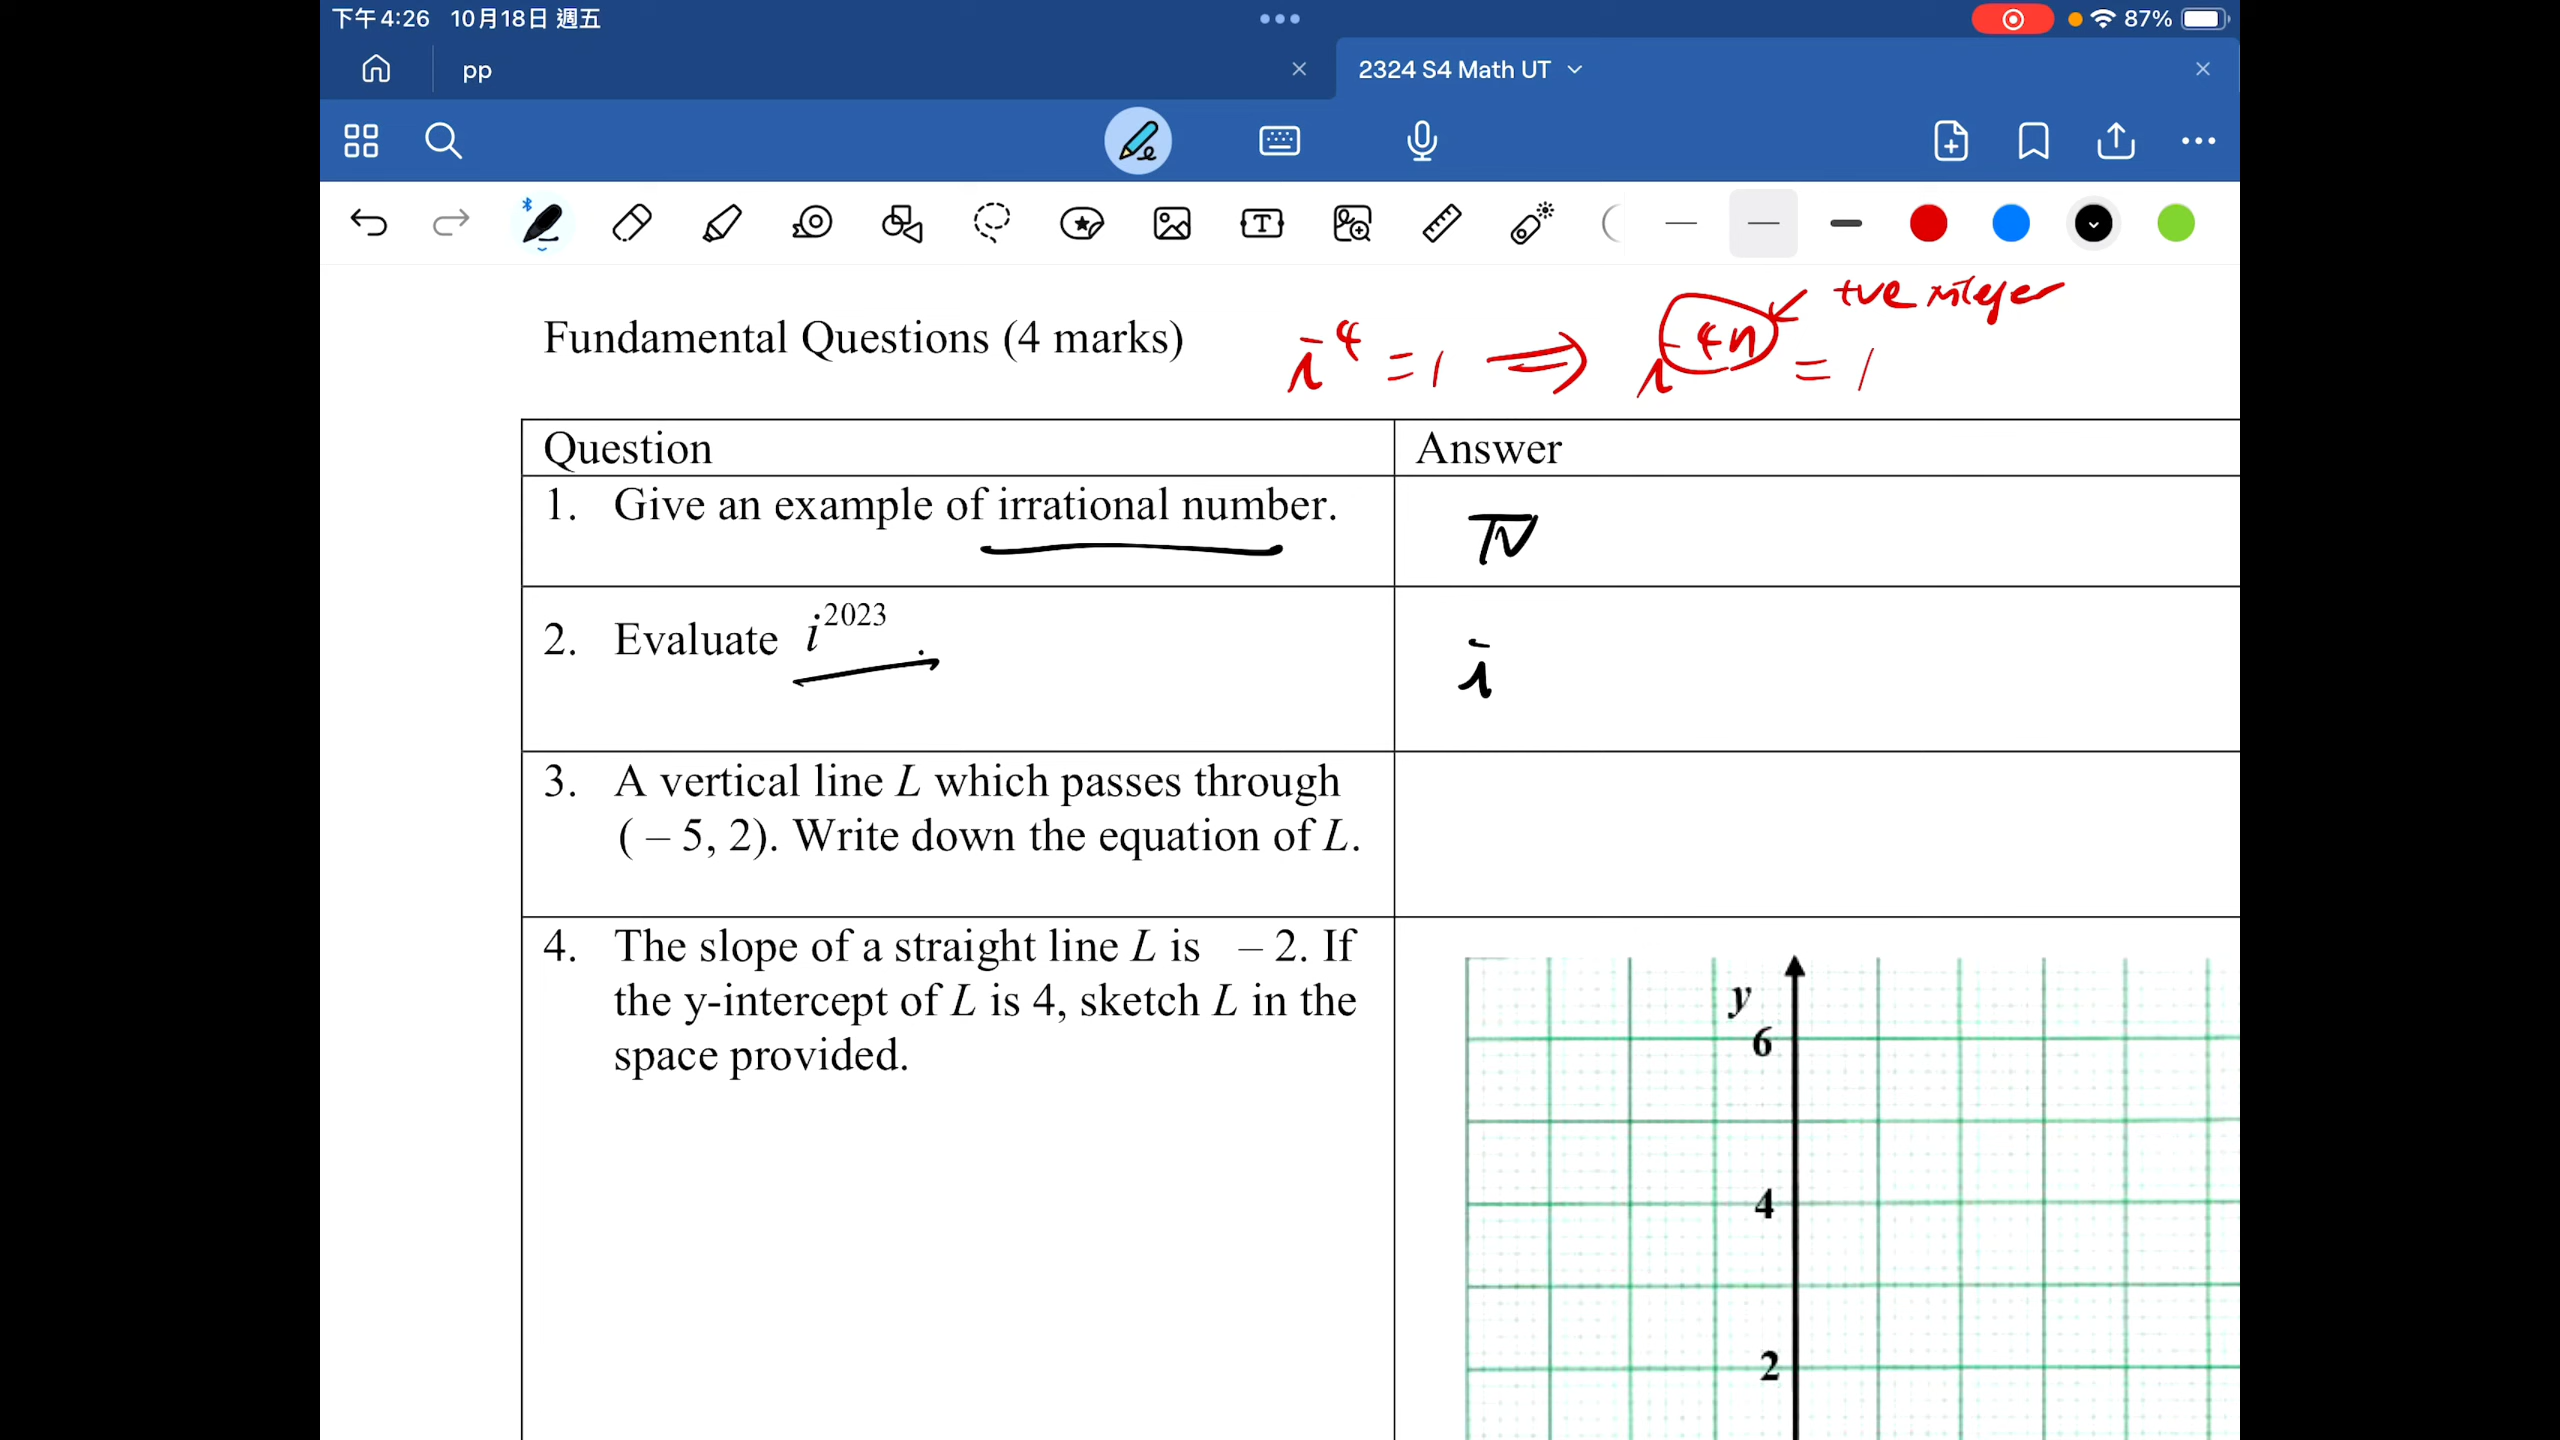 下午4:26 10月18日 週五
87%
pp
2324 S4 Math UT
Fundamental Questions (4 marks)
i⁴ = 1 ⟹ i⁴ⁿ = 1
+ve integer
Question
Answer
1. Give an example of irrational number.
π
2. Evaluate i²⁰²³ .
i
3. A vertical line L which passes through
( – 5, 2). Write down the equation of L.
4. The slope of a straight line L is – 2. If
the y-intercept of L is 4, sketch L in the
space provided.
y
6
4
2